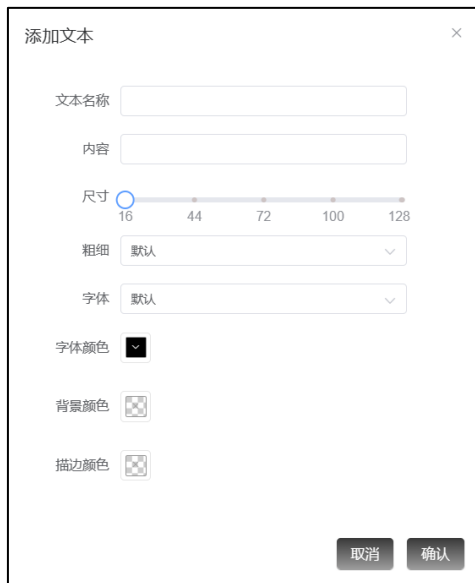 添加文本
文本名称
内容
尺寸
16 44 72 100 128
粗细 默认
字体 默认
字体颜色
背景颜色
描边颜色
取消 确认